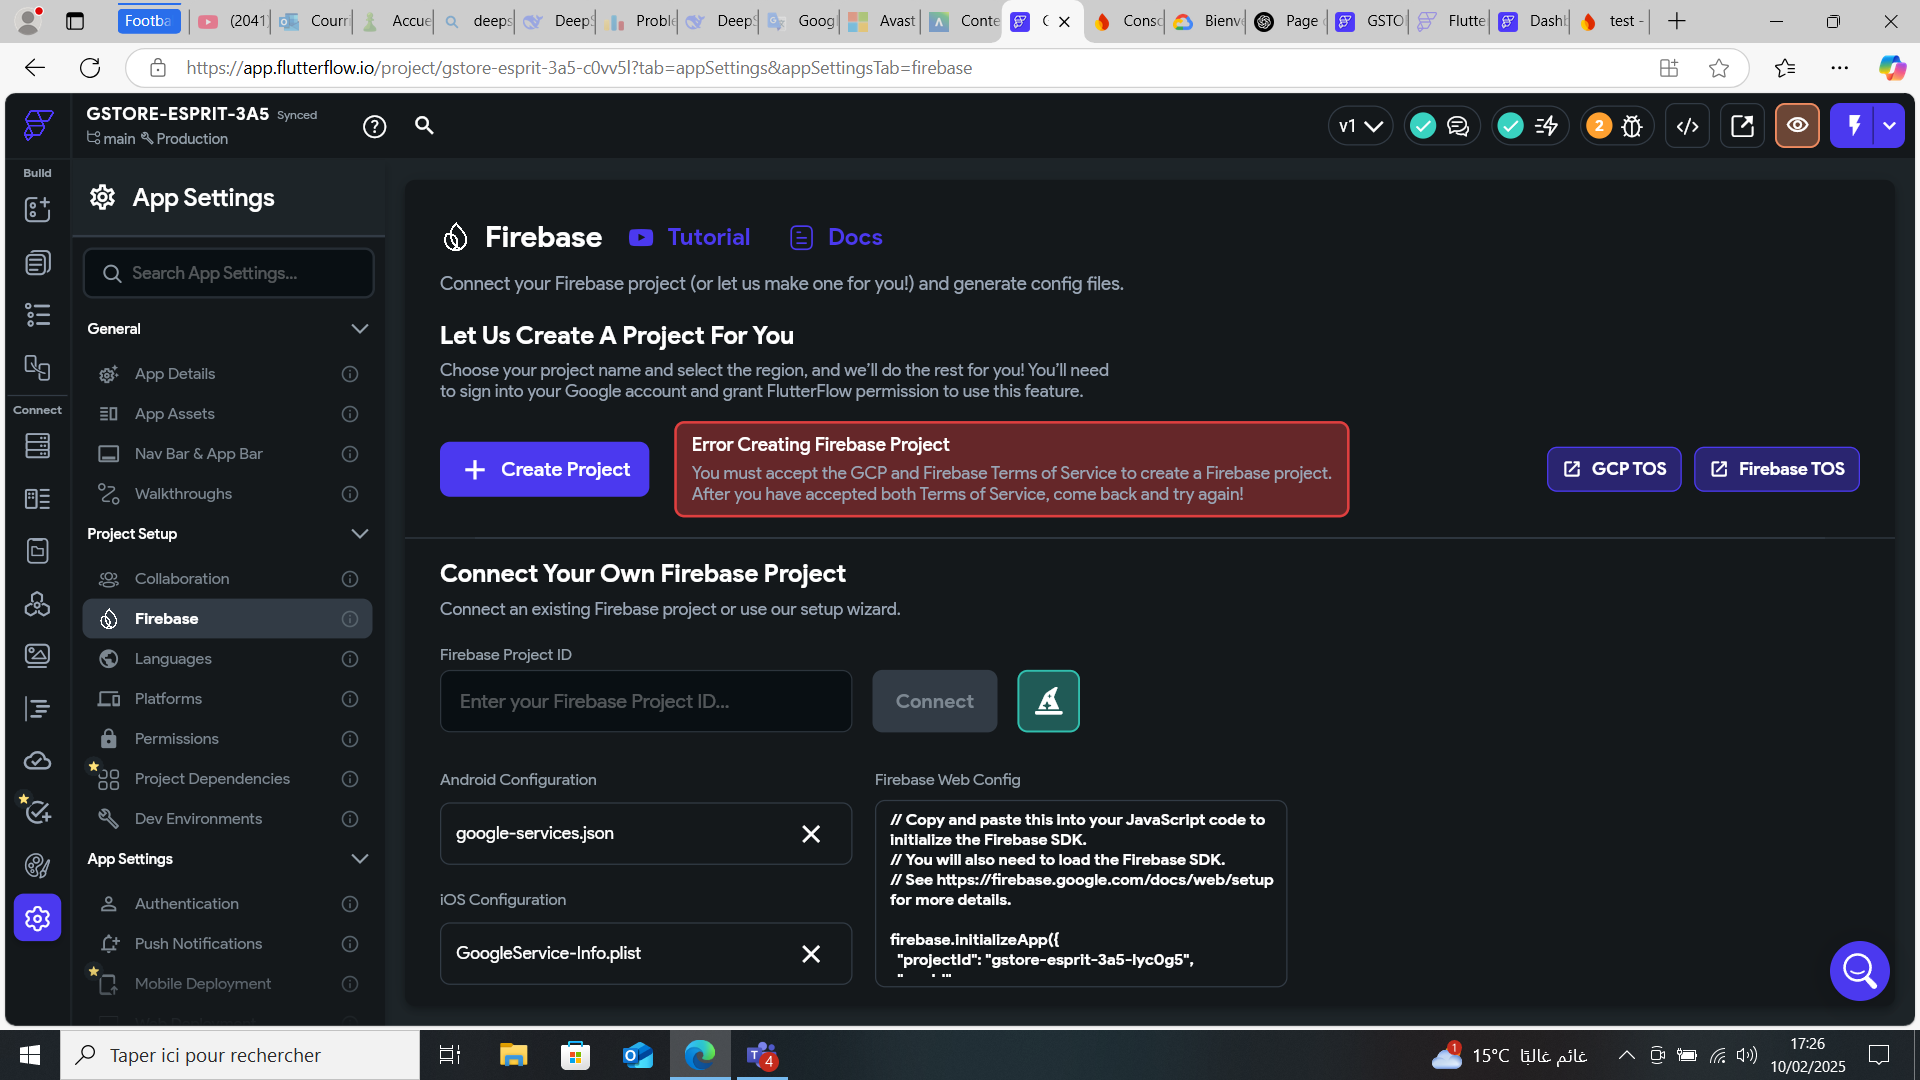 Footba
(2041)
Courri
Accue
deeps
DeepS
Proble
DeepS
Googl
Avast
Conte
Consc
Bienve
Page
GSTO
Flutte
Dashb
test -
https://app.flutterflow.io/project/gstore-esprit-3a5-c0vv5l?tab=appSettings&appSettingsTab=firebase
GSTORE-ESPRIT-3A5 Synced
main Production
v1
2
Build
Connect
App Settings
Search App Settings...
General
App Details
App Assets
Nav Bar & App Bar
Walkthroughs
Project Setup
Collaboration
Firebase
Languages
Platforms
Permissions
Project Dependencies
Dev Environments
App Settings
Authentication
Push Notifications
Mobile Deployment
Firebase Tutorial Docs
Connect your Firebase project (or let us make one for you!) and generate config files.
Let Us Create A Project For You
Choose your project name and select the region, and we'll do the rest for you! You'll need
to sign into your Google account and grant FlutterFlow permission to use this feature.
Create Project
Error Creating Firebase Project
You must accept the GCP and Firebase Terms of Service to create a Firebase project.
After you have accepted both Terms of Service, come back and try again!
GCP TOS
Firebase TOS
Connect Your Own Firebase Project
Connect an existing Firebase project or use our setup wizard.
Firebase Project ID
Enter your Firebase Project ID...
Connect
Android Configuration
google-services.json
iOS Configuration
GoogleService-Info.plist
Firebase Web Config
// Copy and paste this into your JavaScript code to
initialize the Firebase SDK.
// You will also need to load the Firebase SDK.
// See https://firebase.google.com/docs/web/setup
for more details.
firebase.initializeApp({
"projectId": "gstore-esprit-3a5-lyc0g5",
Taper ici pour rechercher
4
1
15°C غائم غالبًا
17:26
10/02/2025